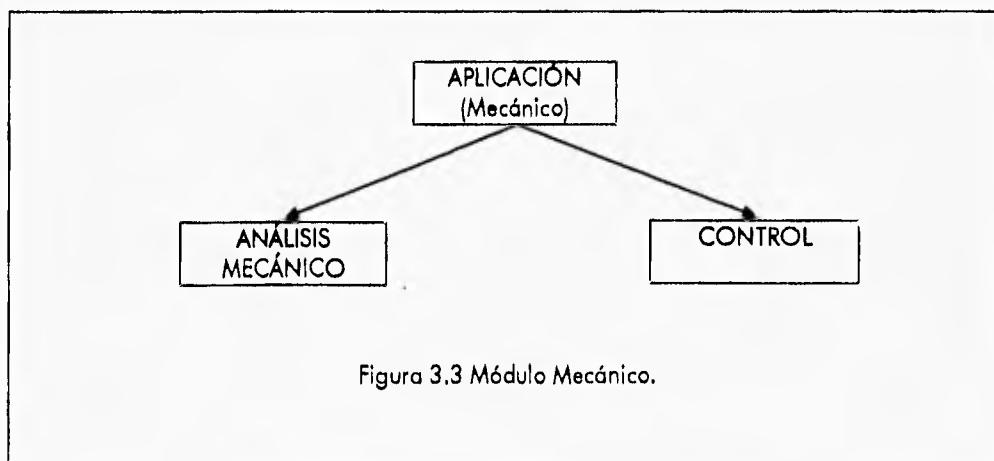 APLICACIÓN
(Mecánico)
ANÁLISIS
MECÁNICO
CONTROL
Figura 3.3 Módulo Mecánico.